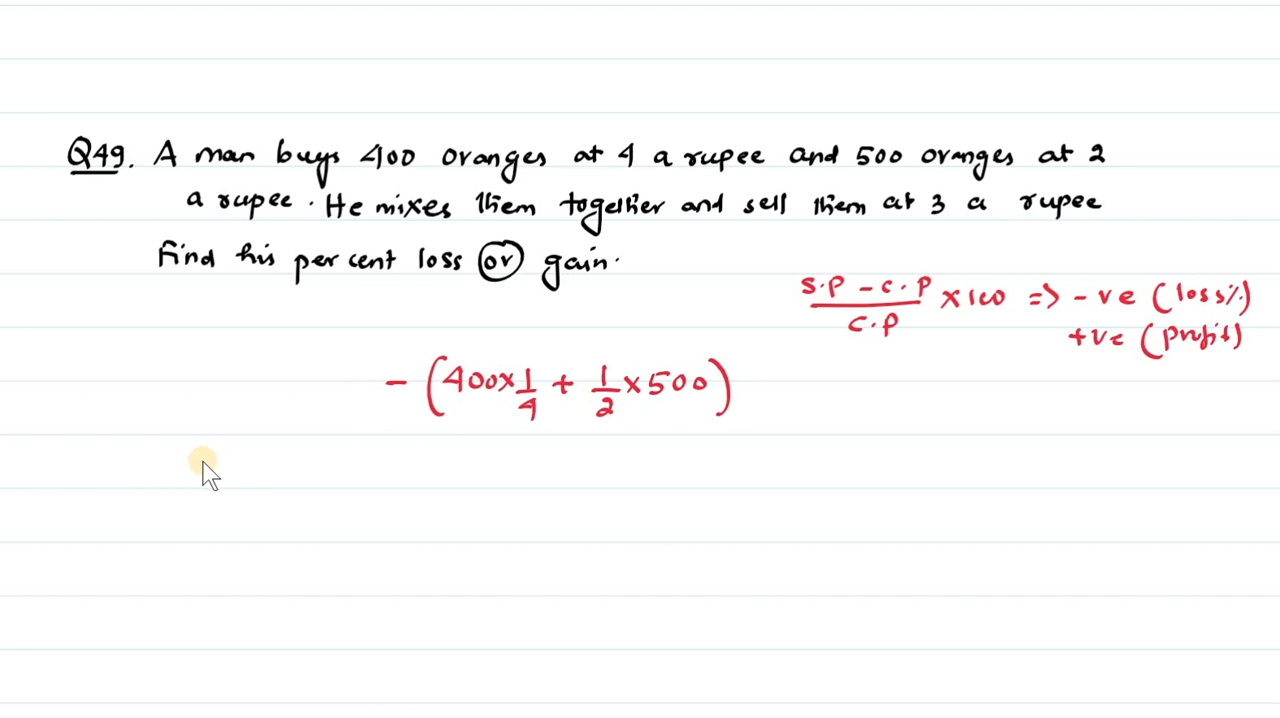 Q49. A man buys 400 oranges at 4 a rupee and 500 oranges at 2
a rupee. He mixes them together and sell them at 3 a rupee
Find his per cent loss or gain.
S.P - C.P / C.P × 100 => - ve (loss%)
+ve (profit)
- (400 × 1/4 + 1/2 × 500)